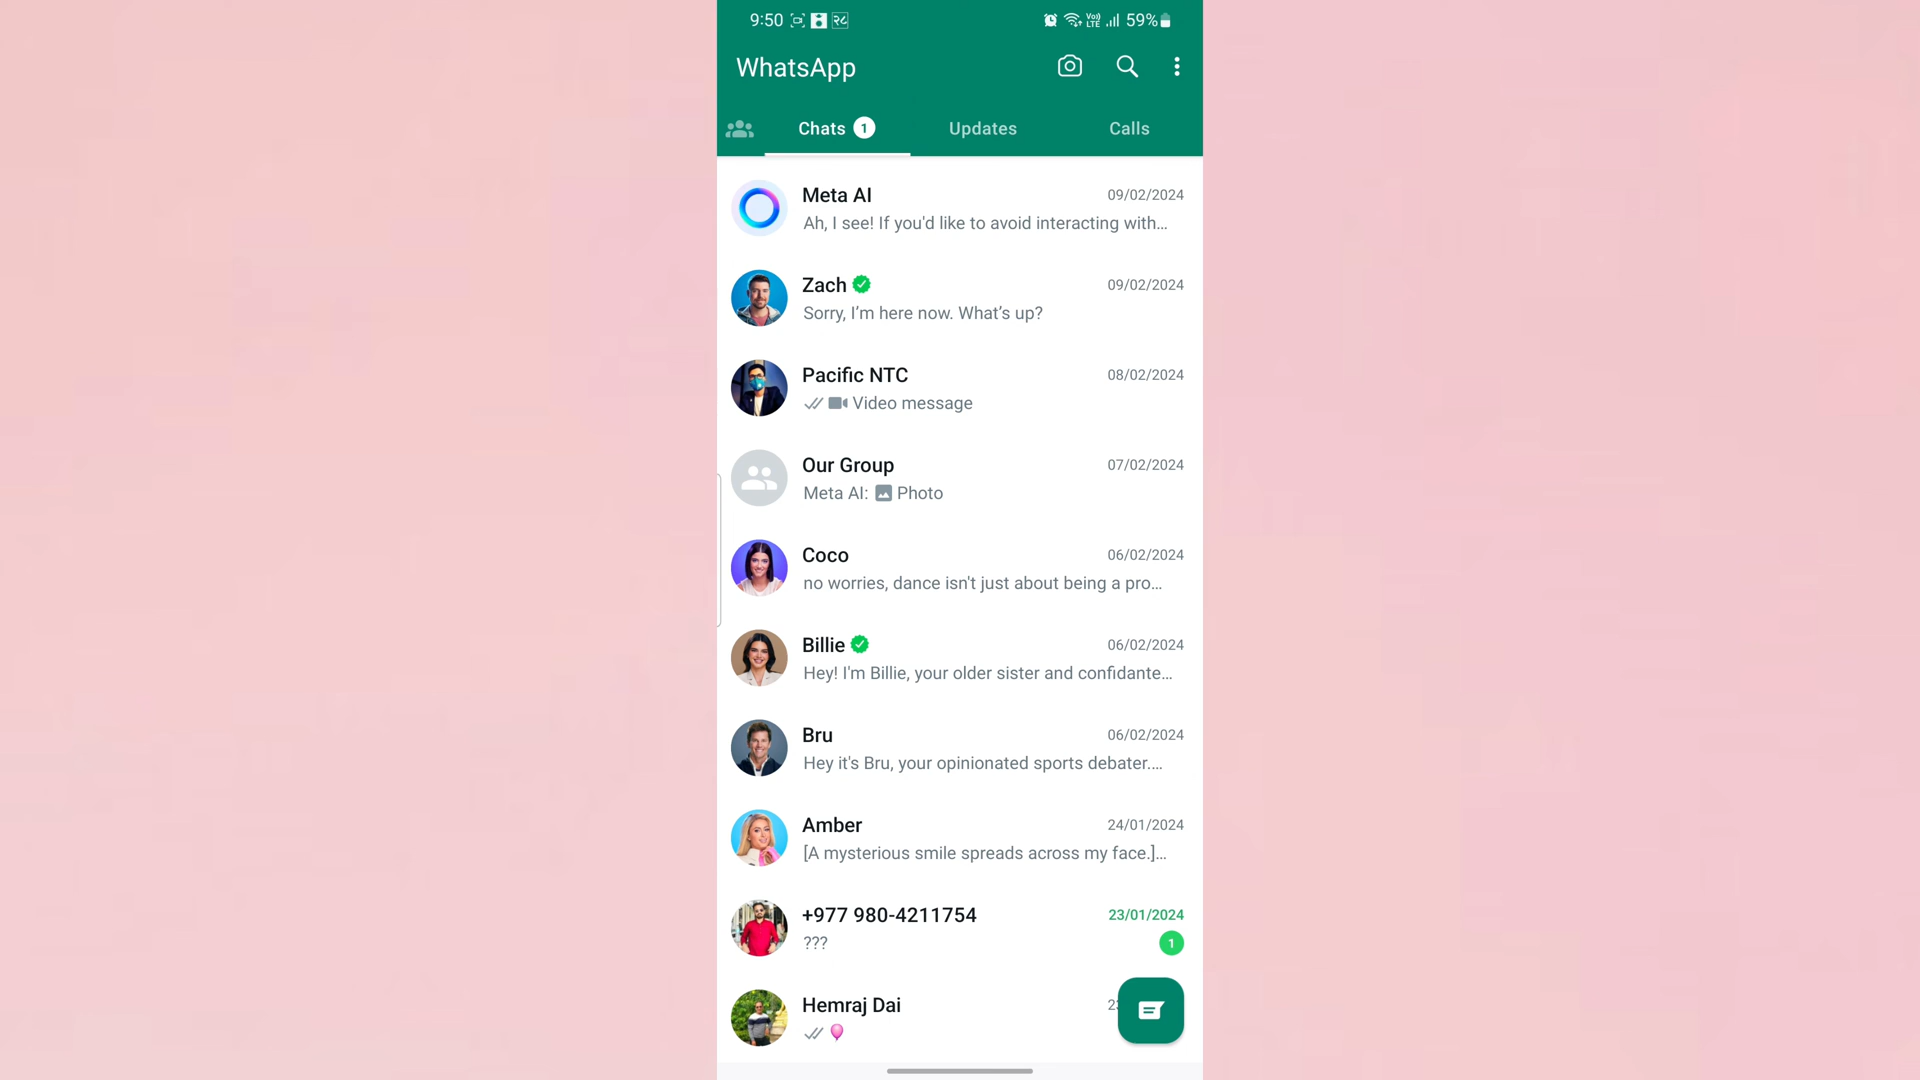 9:50 २८ Vo) LTE 59%
WhatsApp
Chats 1 Updates Calls
Meta AI 09/02/2024
Ah, I see! If you'd like to avoid interacting with…
Zach 09/02/2024
Sorry, I’m here now. What’s up?
Pacific NTC 08/02/2024
Video message
Our Group 07/02/2024
Meta AI: Photo
Coco 06/02/2024
no worries, dance isn't just about being a pro…
Billie 06/02/2024
Hey! I'm Billie, your older sister and confidante…
Bru 06/02/2024
Hey it's Bru, your opinionated sports debater.…
Amber 24/01/2024
[A mysterious smile spreads across my face.]…
+977 980-4211754 23/01/2024
??? 1
Hemraj Dai